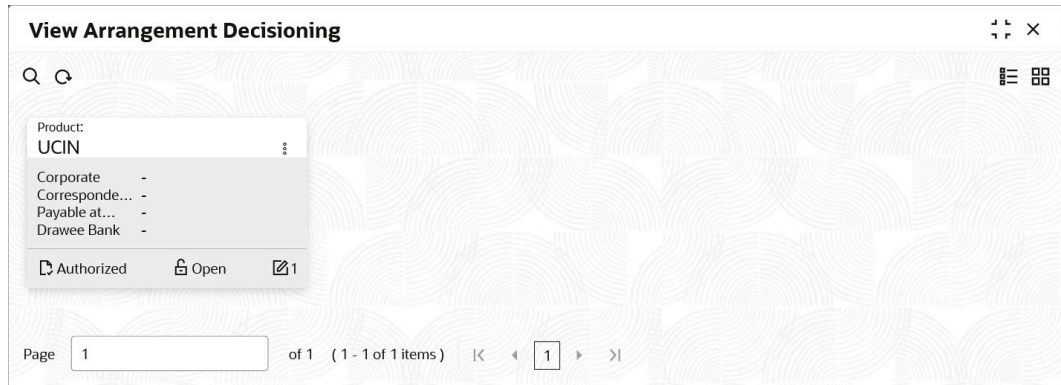 View Arrangement Decisioning
Product:
UCIN
Corporate -
Corresponde... -
Payable at... -
Drawee Bank -
Authorized Open 1
Page 1 of 1 (1 - 1 of 1 items) 1